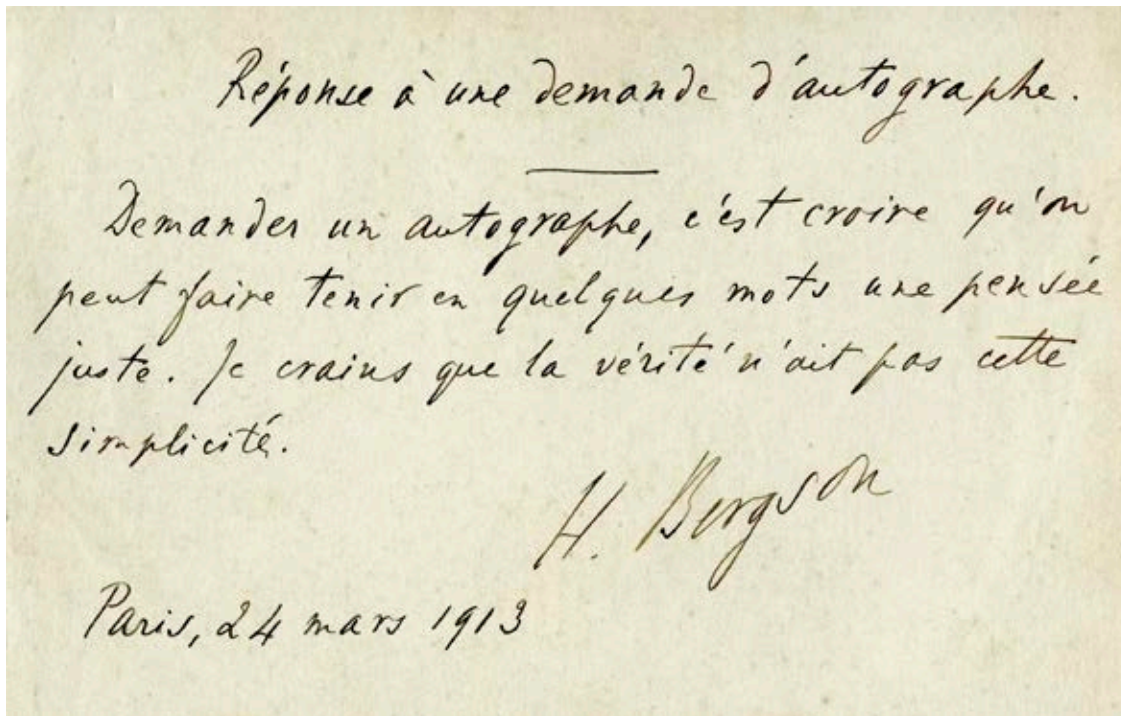 Réponse à une demande d'autographe.
Demander un autographe, c'est croire qu'on
peut faire tenir en quelques mots une pensée
juste. Je crains que la vérité n'ait pas cette
simplicité.
H. Bergson
Paris, 24 mars 1913